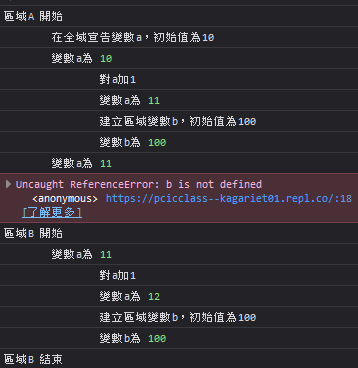 區域A 開始
在全域宣告變數a，初始值為10
變數a為 10
對a加1
變數a為 11
建立區域變數b，初始值為100
變數b為 100
變數a為 11
Uncaught ReferenceError: b is not defined
<anonymous> https://pcicclass--kagariet01.repl.co/:18
[了解更多]
區域B 開始
變數a為 11
對a加1
變數a為 12
建立區域變數b，初始值為100
變數b為 100
區域B 結束